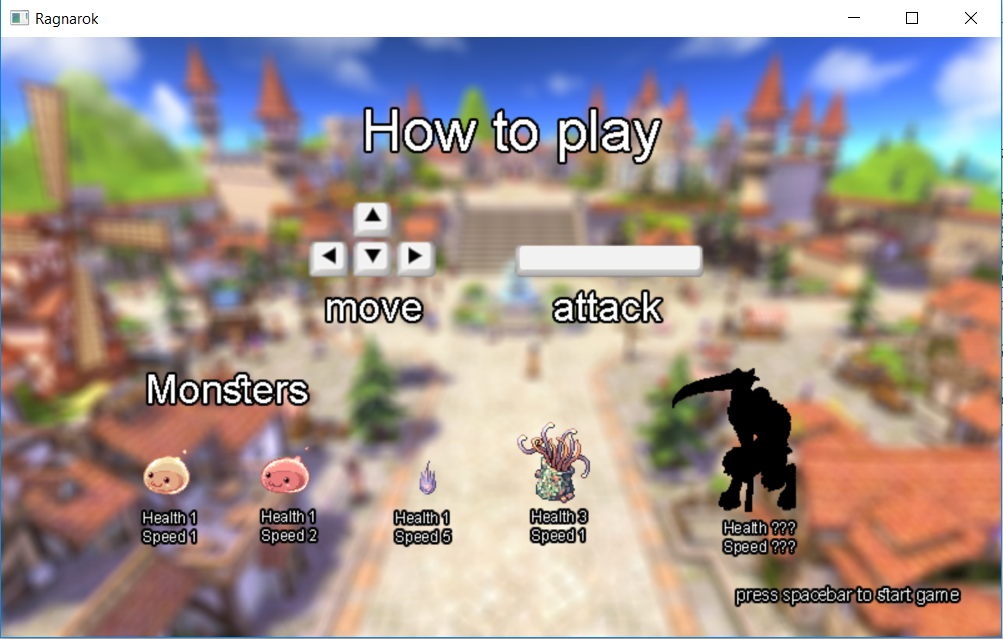 Ragnarok
How to play
move
attack
Monsters
Health 1
Speed 1
Health 1
Speed 2
Health 1
Speed 5
Health 3
Speed 1
Health ???
Speed ???
press spacebar to start game